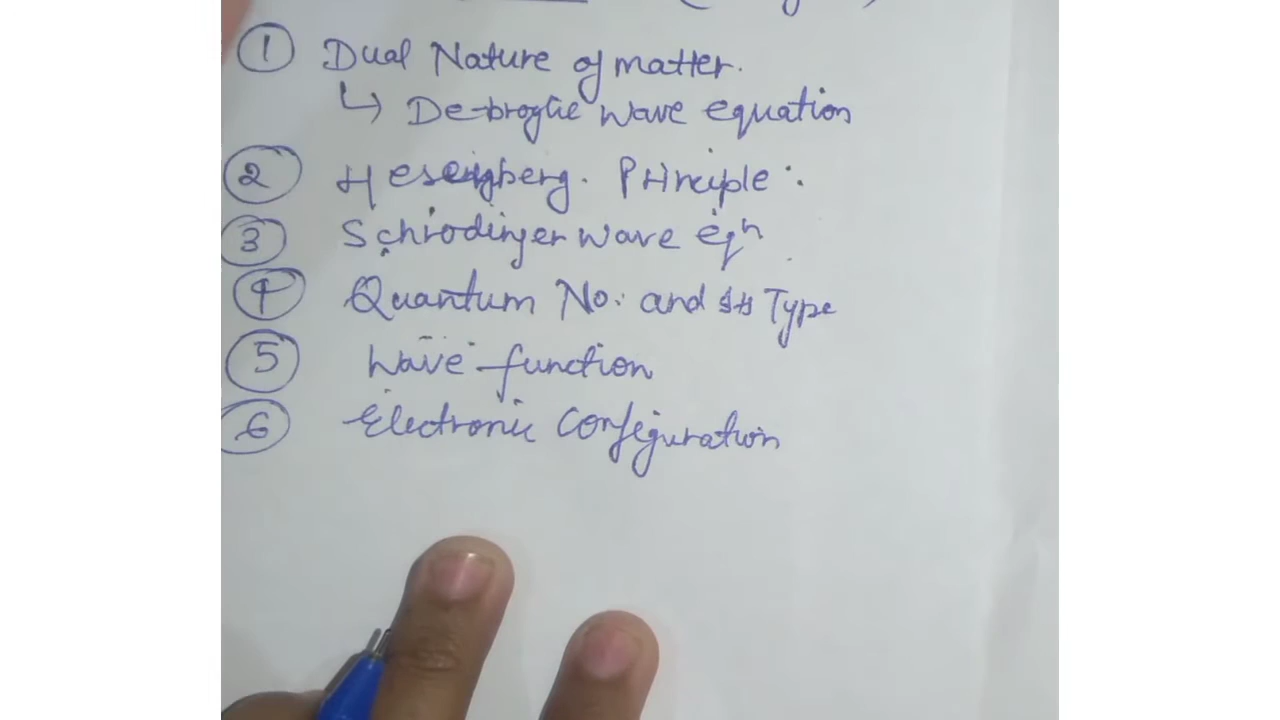 ① Dual Nature of matter.
↳ De-broglie wave equation
② Heseingberg. Principle :
③ Schrodinger wave eqn
④ Quantum No. and its Type
⑤ Wave function
⑥ Electronic Configuration